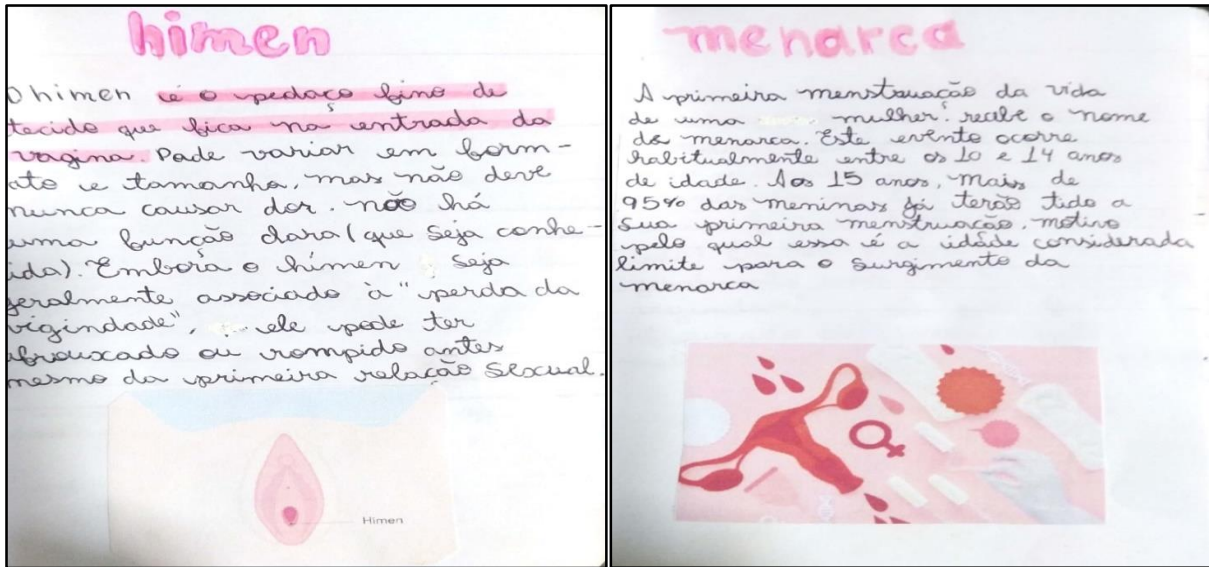 himen
O himen é o pedaço fino de
tecido que fica na entrada da
vagina. Pode variar em form-
ato e tamanho, mas não deve
nunca causar dor. não há
uma função clara (que seja conhe-
ida). Embora o hímen seja
geralmente associado à "perda da
vigindade", ele pode ter
afrouxado ou rompido antes
mesmo da primeira relação sexual.
Hímen
menarca
A primeira menstruação da vida
de uma mulher. recebe o nome
de menarca. Este evento ocorre
habitualmente entre os 10 e 14 anos
de idade. Aos 15 anos, mais de
95% das meninas já terão tido a
sua primeira menstruação, motivo
pelo qual essa é a idade considerada
limite para o surgimento da
menarca